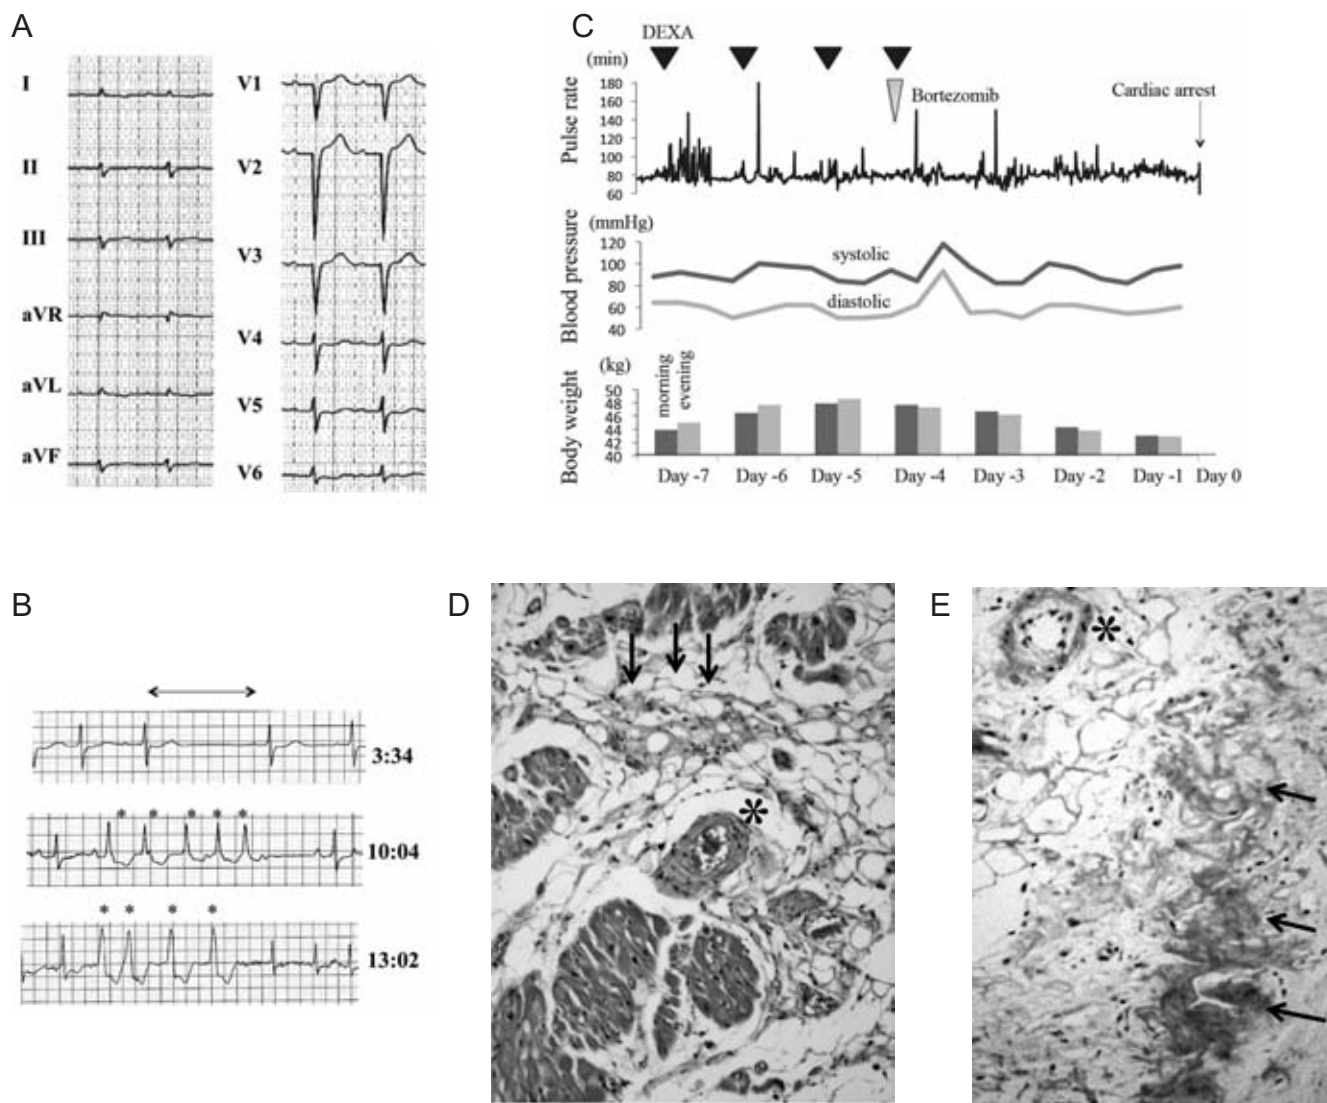 A
I
II
III
aVR
aVL
aVF
V1
V2
V3
V4
V5
V6
C
DEXA
(min)
Pulse rate
180
160
140
120
100
80
60
Bortezomib
Cardiac arrest
(mmHg)
Blood pressure
120
100
80
60
40
systolic
diastolic
(kg)
Body weight
50
48
46
44
42
40
morning
evening
Day -7 Day -6 Day -5 Day -4 Day -3 Day -2 Day -1 Day 0
B
3:34
* * * * *
10:04
* * * *
13:02
D
*
E
*